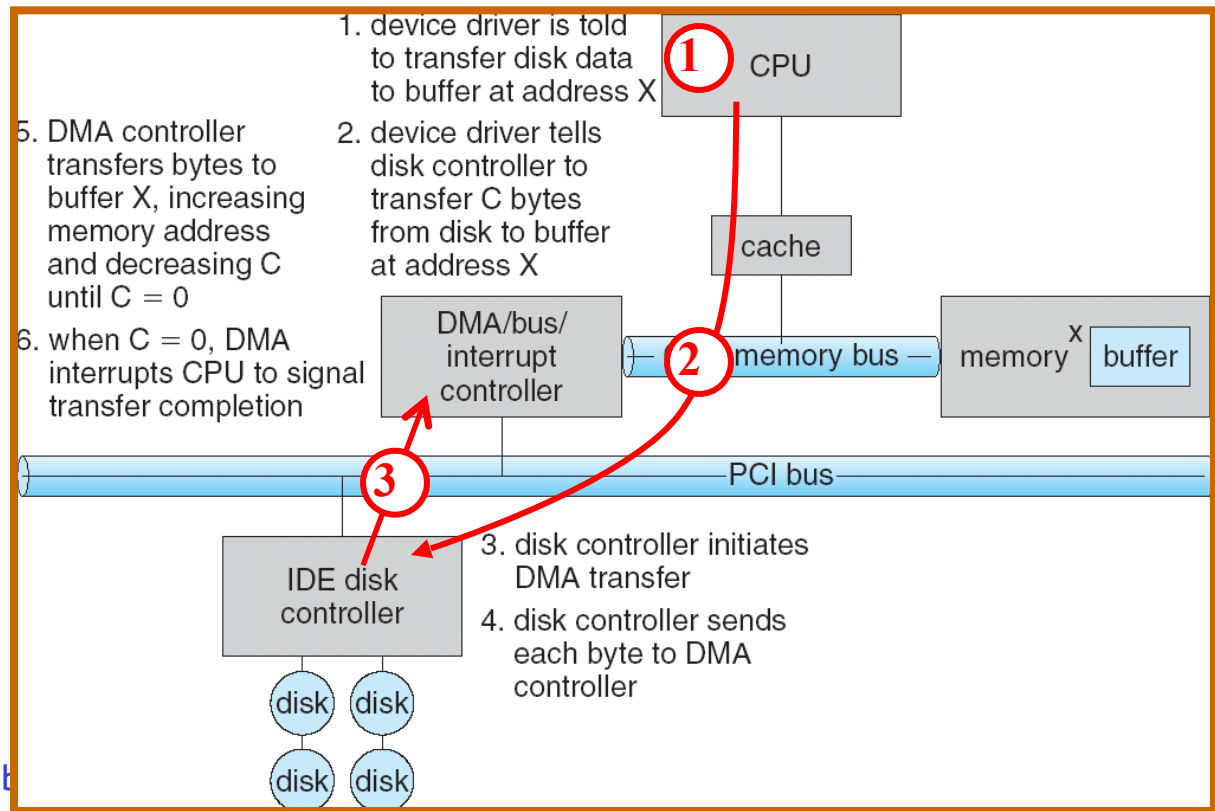 1. device driver is told
to transfer disk data
to buffer at address X
2. device driver tells
disk controller to
transfer C bytes
from disk to buffer
at address X
5. DMA controller
transfers bytes to
buffer X, increasing
memory address
and decreasing C
until C = 0
6. when C = 0, DMA
interrupts CPU to signal
transfer completion
1
CPU
cache
DMA/bus/
interrupt
controller
2
memory bus
memory
x
buffer
3
PCI bus
IDE disk
controller
3. disk controller initiates
DMA transfer
4. disk controller sends
each byte to DMA
controller
disk
disk
disk
disk